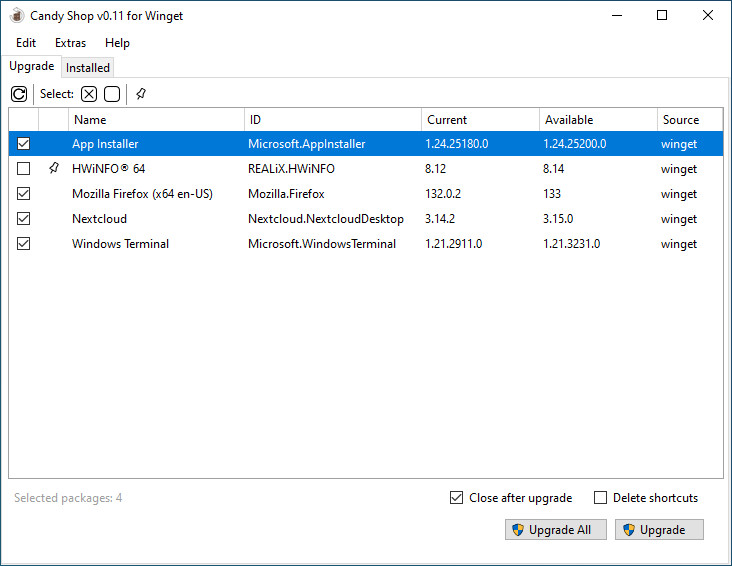 Candy Shop v0.11 for Winget
Edit Extras Help
Upgrade Installed
Select:
Name ID Current Available Source
App Installer Microsoft.AppInstaller 1.24.25180.0 1.24.25200.0 winget
HWiNFO® 64 REALiX.HWiNFO 8.12 8.14 winget
Mozilla Firefox (x64 en-US) Mozilla.Firefox 132.0.2 133 winget
Nextcloud Nextcloud.NextcloudDesktop 3.14.2 3.15.0 winget
Windows Terminal Microsoft.WindowsTerminal 1.21.2911.0 1.21.3231.0 winget
Selected packages: 4 Close after upgrade Delete shortcuts
Upgrade All Upgrade